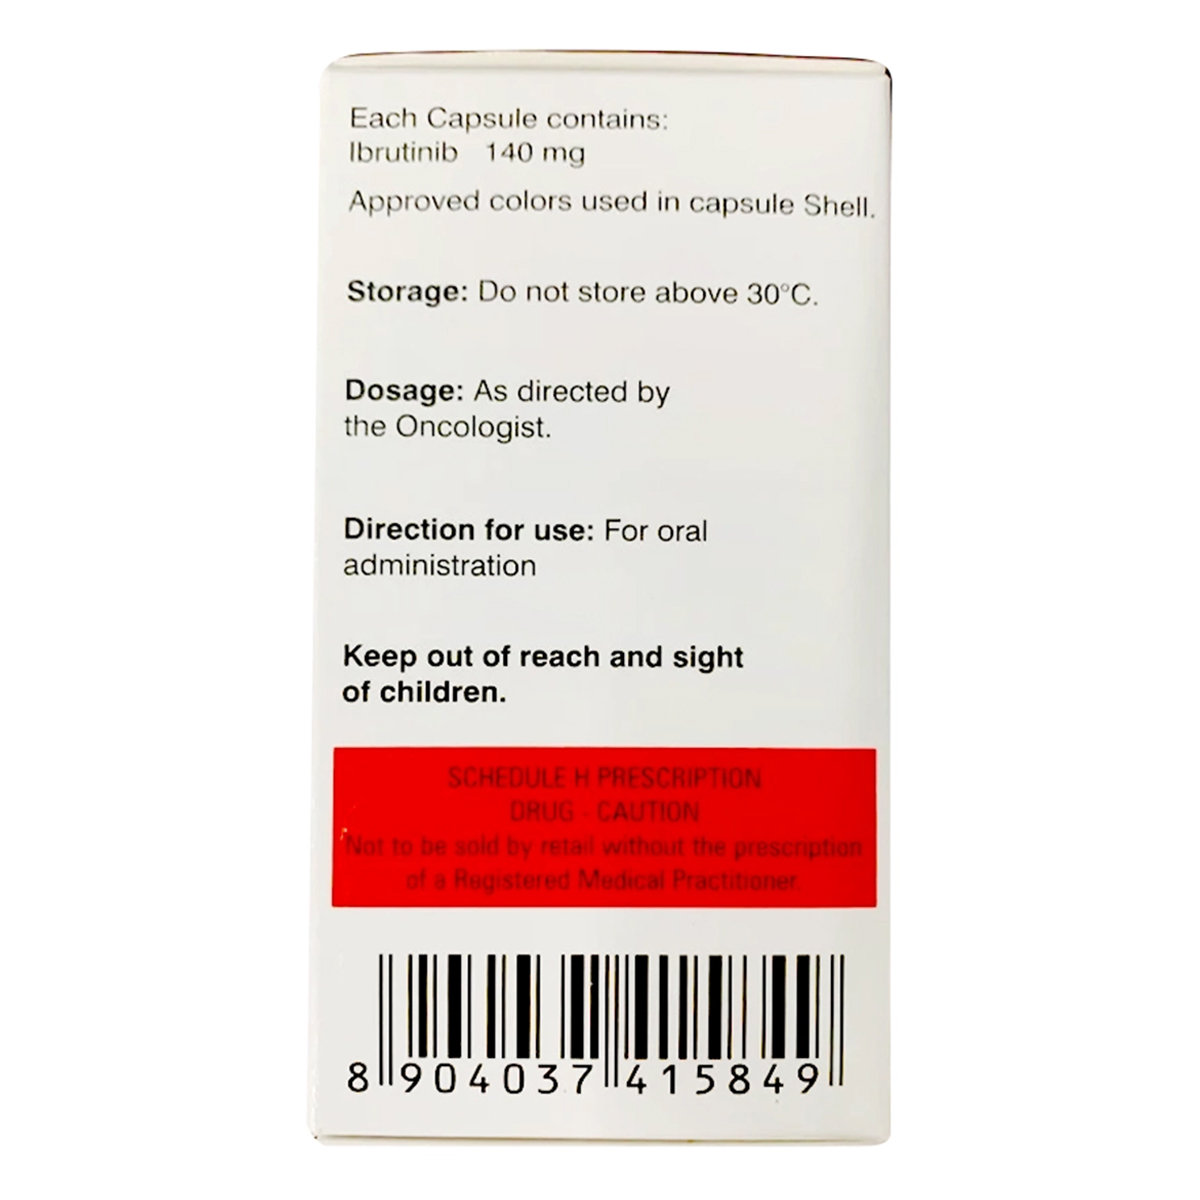 Each Capsule contains:
Ibrutinib 140 mg
Approved colors used in capsule Shell.
Storage: Do not store above 30°C.
Dosage: As directed by
the Oncologist.
Direction for use: For oral
administration
Keep out of reach and sight
of children.
SCHEDULE H PRESCRIPTION
DRUG - CAUTION
Not to be sold by retail without the prescription
of a Registered Medical Practitioner.
8 904037 415849